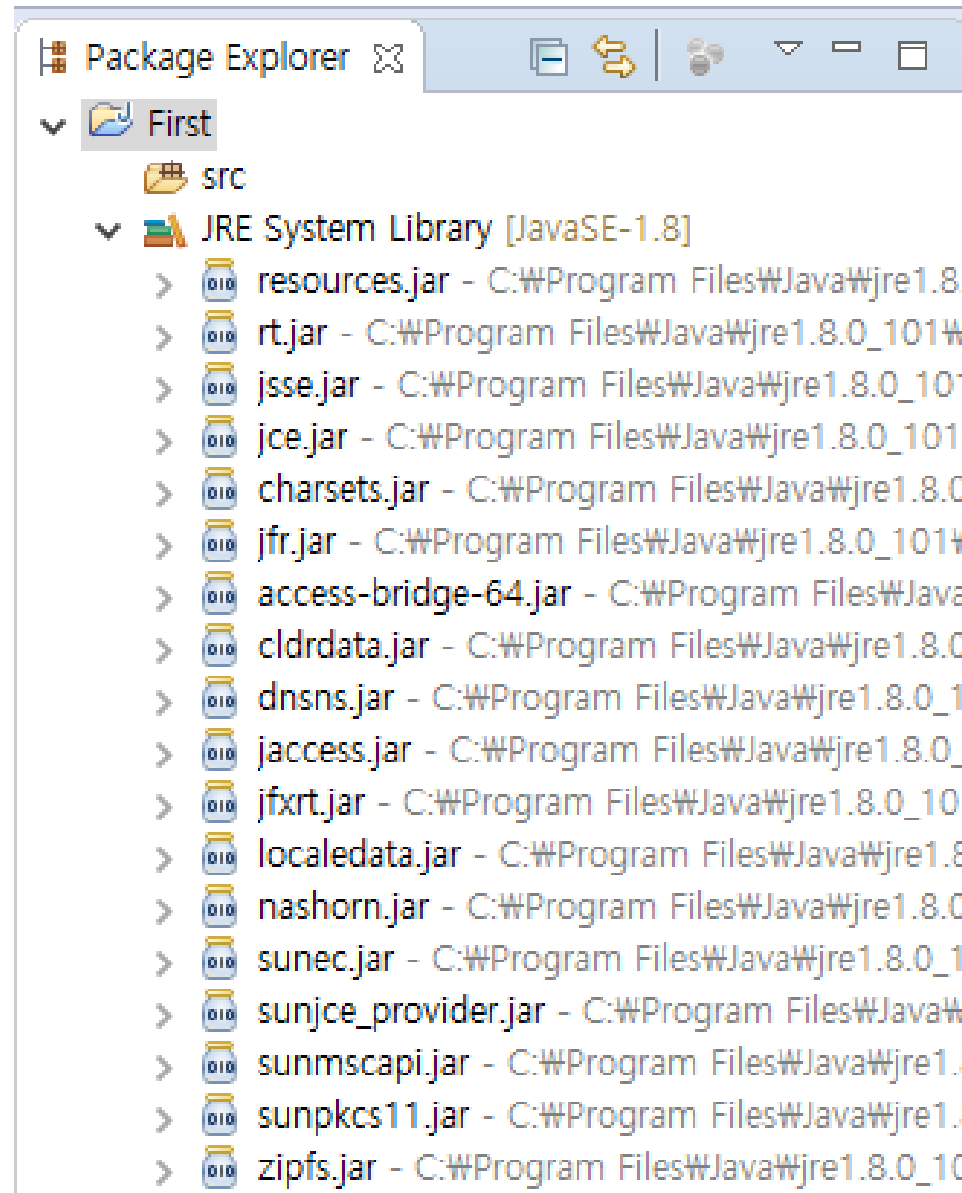 Package Explorer
First
src
JRE System Library [JavaSE-1.8]
resources.jar - C:₩Program Files₩Java₩jre1.8.
rt.jar - C:₩Program Files₩Java₩jre1.8.0_101₩
jsse.jar - C:₩Program Files₩Java₩jre1.8.0_101
jce.jar - C:₩Program Files₩Java₩jre1.8.0_101
charsets.jar - C:₩Program Files₩Java₩jre1.8.0
jfr.jar - C:₩Program Files₩Java₩jre1.8.0_101₩
access-bridge-64.jar - C:₩Program Files₩Java
cldrdata.jar - C:₩Program Files₩Java₩jre1.8.0
dnsns.jar - C:₩Program Files₩Java₩jre1.8.0_1
jaccess.jar - C:₩Program Files₩Java₩jre1.8.0_
jfxrt.jar - C:₩Program Files₩Java₩jre1.8.0_10
localedata.jar - C:₩Program Files₩Java₩jre1.8
nashorn.jar - C:₩Program Files₩Java₩jre1.8.0
sunec.jar - C:₩Program Files₩Java₩jre1.8.0_1
sunjce_provider.jar - C:₩Program Files₩Java₩
sunmscapi.jar - C:₩Program Files₩Java₩jre1.
sunpkcs11.jar - C:₩Program Files₩Java₩jre1.
zipfs.jar - C:₩Program Files₩Java₩jre1.8.0_10